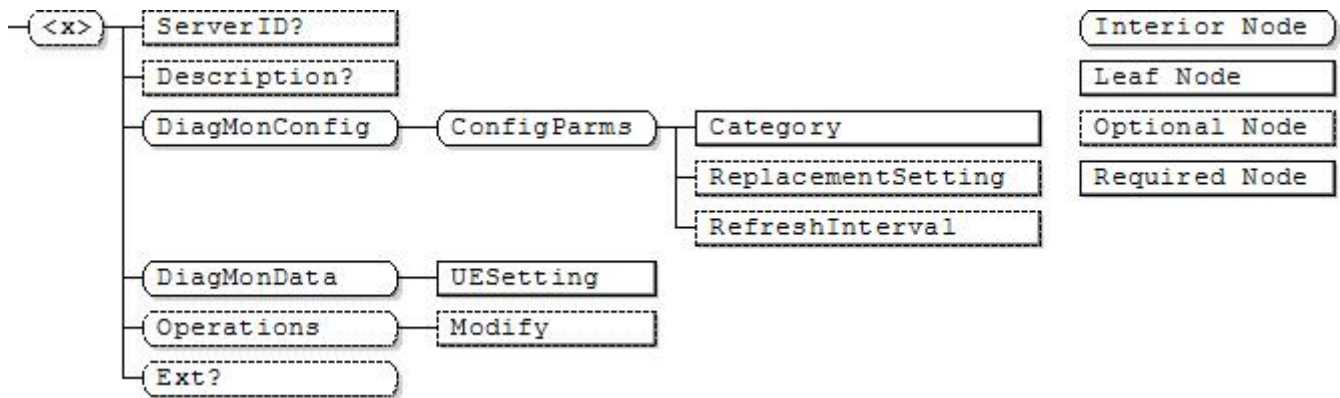 <x>
ServerID?
Interior Node
Description?
Leaf Node
DiagMonConfig
ConfigParms
Category
Optional Node
ReplacementSetting
Required Node
RefreshInterval
DiagMonData
UESetting
Operations
Modify
Ext?